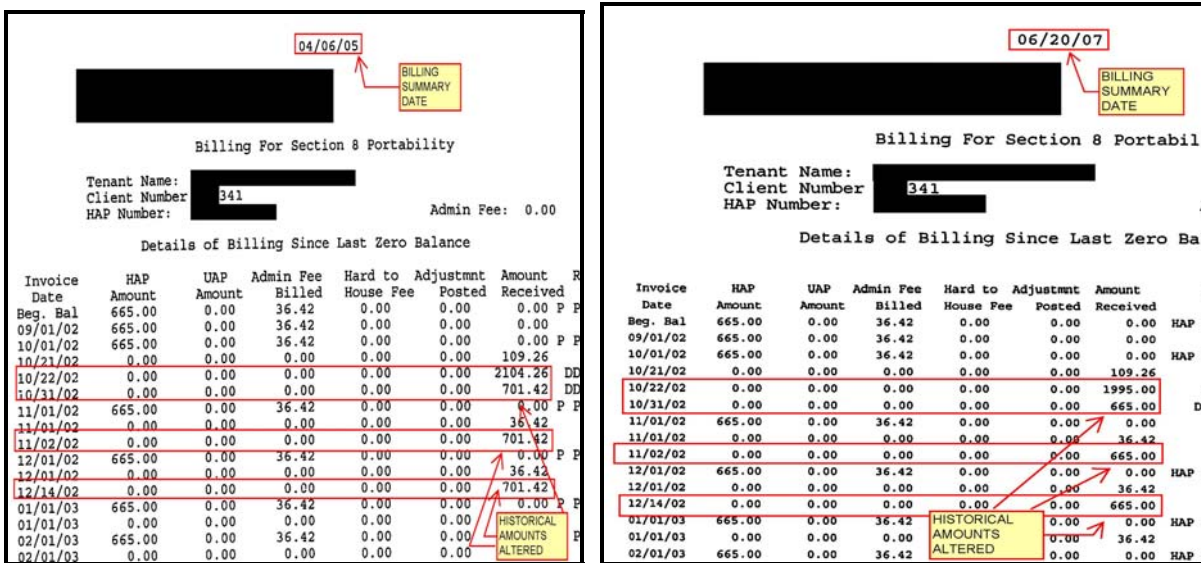 04/06/05
BILLING
SUMMARY
DATE
Billing For Section 8 Portability
Tenant Name:
Client Number 341
HAP Number: Admin Fee: 0.00
Details of Billing Since Last Zero Balance
Invoice HAP UAP Admin Fee Hard to Adjustmnt Amount R
Date Amount Amount Billed House Fee Posted Received
Beg. Bal 665.00 0.00 36.42 0.00 0.00 0.00 P P
09/01/02 665.00 0.00 36.42 0.00 0.00 0.00
10/01/02 665.00 0.00 36.42 0.00 0.00 0.00 P P
10/21/02 0.00 0.00 0.00 0.00 0.00 109.26
10/22/02 0.00 0.00 0.00 0.00 0.00 2104.26 DD
10/31/02 0.00 0.00 0.00 0.00 0.00 701.42 DD
11/01/02 665.00 0.00 36.42 0.00 0.00 0.00 P P
11/01/02 0.00 0.00 0.00 0.00 0.00 36.42
11/02/02 0.00 0.00 0.00 0.00 0.00 701.42
12/01/02 665.00 0.00 36.42 0.00 0.00 0.00 P P
12/01/02 0.00 0.00 0.00 0.00 0.00 36.42
12/14/02 0.00 0.00 0.00 0.00 0.00 701.42
01/01/03 665.00 0.00 36.42 0.00 0.00 0.00 P P
01/01/03 0.00 0.00 0.00 0.00 0.00
02/01/03 665.00 0.00 36.42 0.00 0.00 P
02/01/03 0.00 0.00 0.00 0.00 0.00
HISTORICAL
AMOUNTS
ALTERED
06/20/07
BILLING
SUMMARY
DATE
Billing For Section 8 Portabil
Tenant Name:
Client Number 341
HAP Number:
Details of Billing Since Last Zero Ba
Invoice HAP UAP Admin Fee Hard to Adjustmnt Amount
Date Amount Amount Billed House Fee Posted Received
Beg. Bal 665.00 0.00 36.42 0.00 0.00 0.00 HAP
09/01/02 665.00 0.00 36.42 0.00 0.00 0.00
10/01/02 665.00 0.00 36.42 0.00 0.00 0.00 HAP
10/21/02 0.00 0.00 0.00 0.00 0.00 109.26
10/22/02 0.00 0.00 0.00 0.00 0.00 1995.00
10/31/02 0.00 0.00 0.00 0.00 0.00 665.00 D
11/01/02 665.00 0.00 36.42 0.00 0.00 0.00
11/01/02 0.00 0.00 0.00 0.00 0.00 36.42
11/02/02 0.00 0.00 0.00 0.00 0.00 665.00
12/01/02 665.00 0.00 36.42 0.00 0.00 0.00 HAP
12/01/02 0.00 0.00 0.00 0.00 0.00 36.42
12/14/02 0.00 0.00 0.00 0.00 0.00 665.00
01/01/03 665.00 0.00 36.42 0.00 0.00 HAP
01/01/03 0.00 0.00 0.00 0.00 36.42
02/01/03 665.00 0.00 36.42 0.00 0.00 HAP
HISTORICAL
AMOUNTS
ALTERED